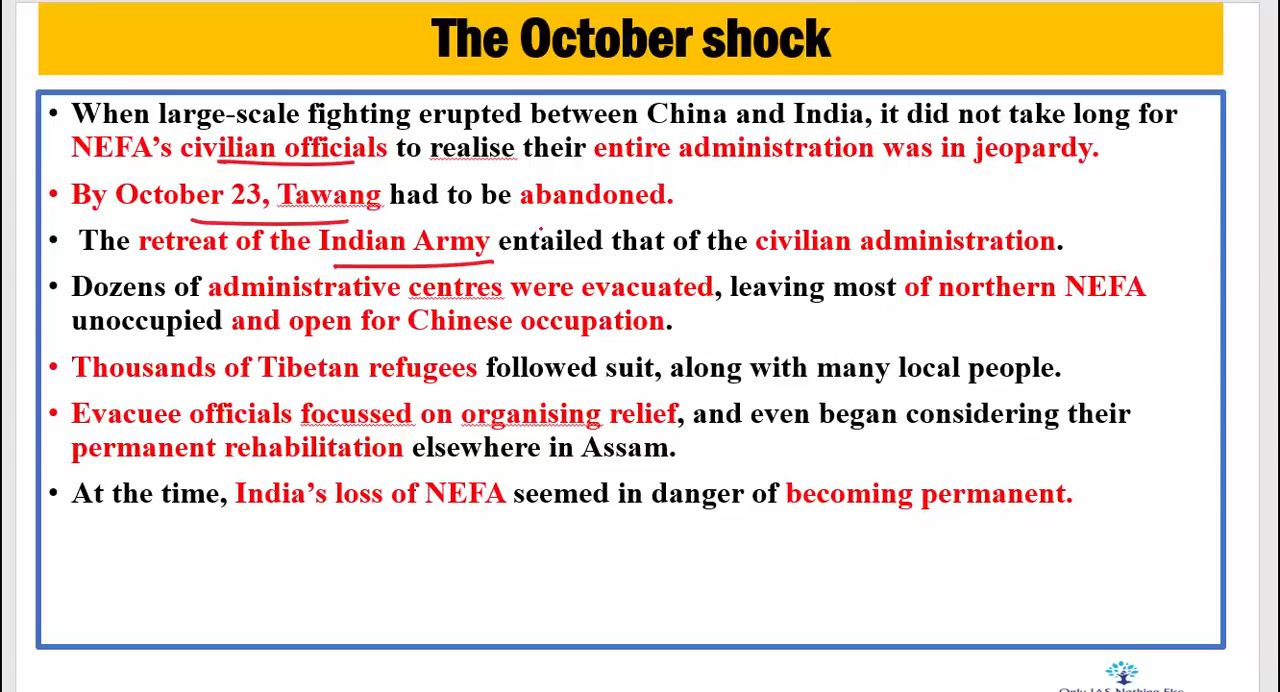 The October shock
• When large-scale fighting erupted between China and India, it did not take long for
NEFA's civilian officials to realise their entire administration was in jeopardy.
• By October 23, Tawang had to be abandoned.
• The retreat of the Indian Army entailed that of the civilian administration.
• Dozens of administrative centres were evacuated, leaving most of northern NEFA
unoccupied and open for Chinese occupation.
• Thousands of Tibetan refugees followed suit, along with many local people.
• Evacuee officials focussed on organising relief, and even began considering their
permanent rehabilitation elsewhere in Assam.
• At the time, India's loss of NEFA seemed in danger of becoming permanent.
Only IAS Nothing Else